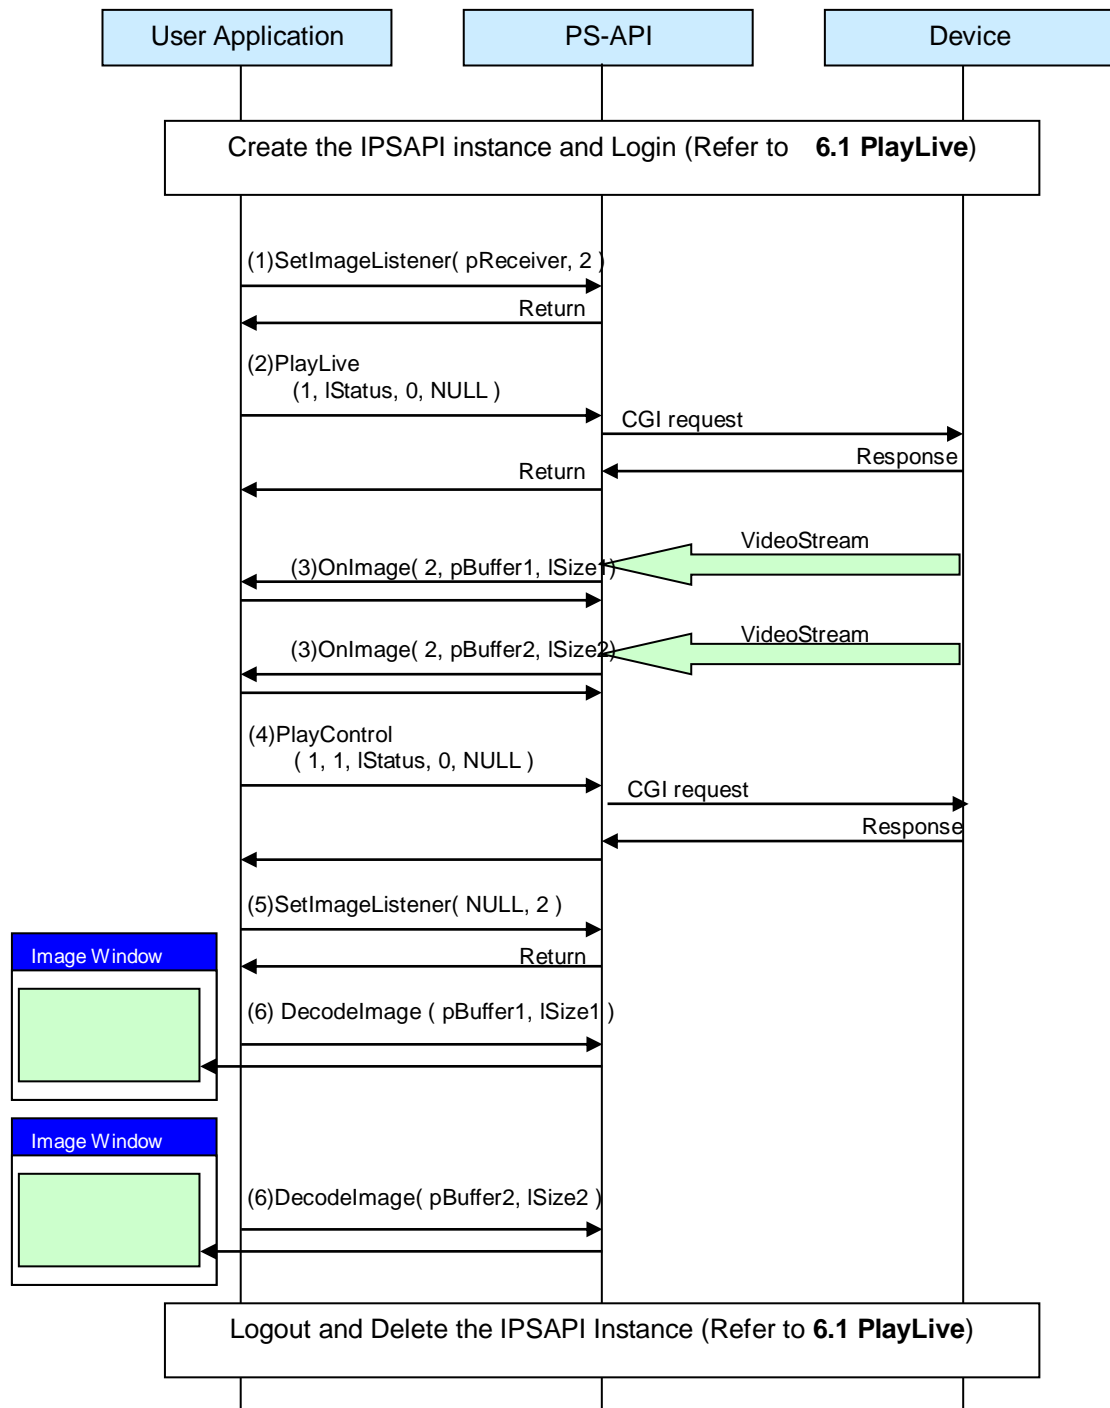 User Application
PS-API
Device
Create the IPSAPI instance and Login (Refer to 6.1 PlayLive)
(1)SetImageListener( pReceiver, 2 )
Return
(2)PlayLive
(1, lStatus, 0, NULL )
CGI request
Response
Return
VideoStream
(3)OnImage( 2, pBuffer1, lSize1)
VideoStream
(3)OnImage( 2, pBuffer2, lSize2)
(4)PlayControl
( 1, 1, lStatus, 0, NULL )
CGI request
Response
(5)SetImageListener( NULL, 2 )
Return
Image Window
(6) DecodeImage ( pBuffer1, lSize1 )
Image Window
(6)DecodeImage( pBuffer2, lSize2 )
Logout and Delete the IPSAPI Instance (Refer to 6.1 PlayLive)